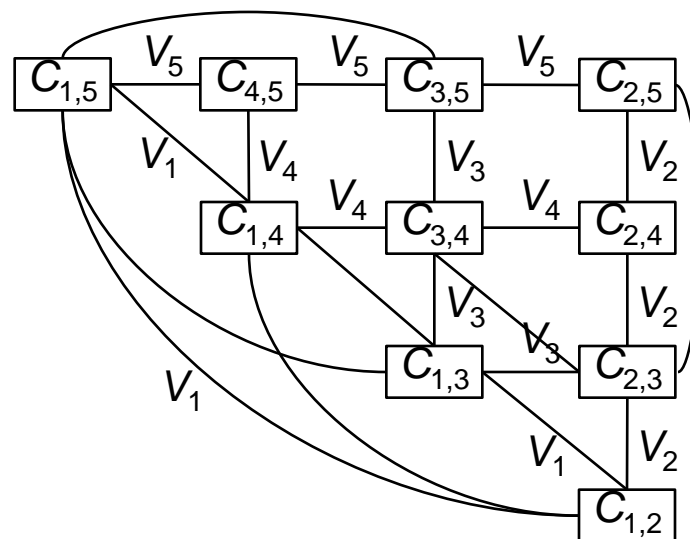 V5 V5 V5
C1,5 C4,5 C3,5 C2,5
V1 V4 V3 V2
V4 V4
C1,4 C3,4 C2,4
V3 V3 V2
C1,3 C2,3
V1 V1 V2
C1,2